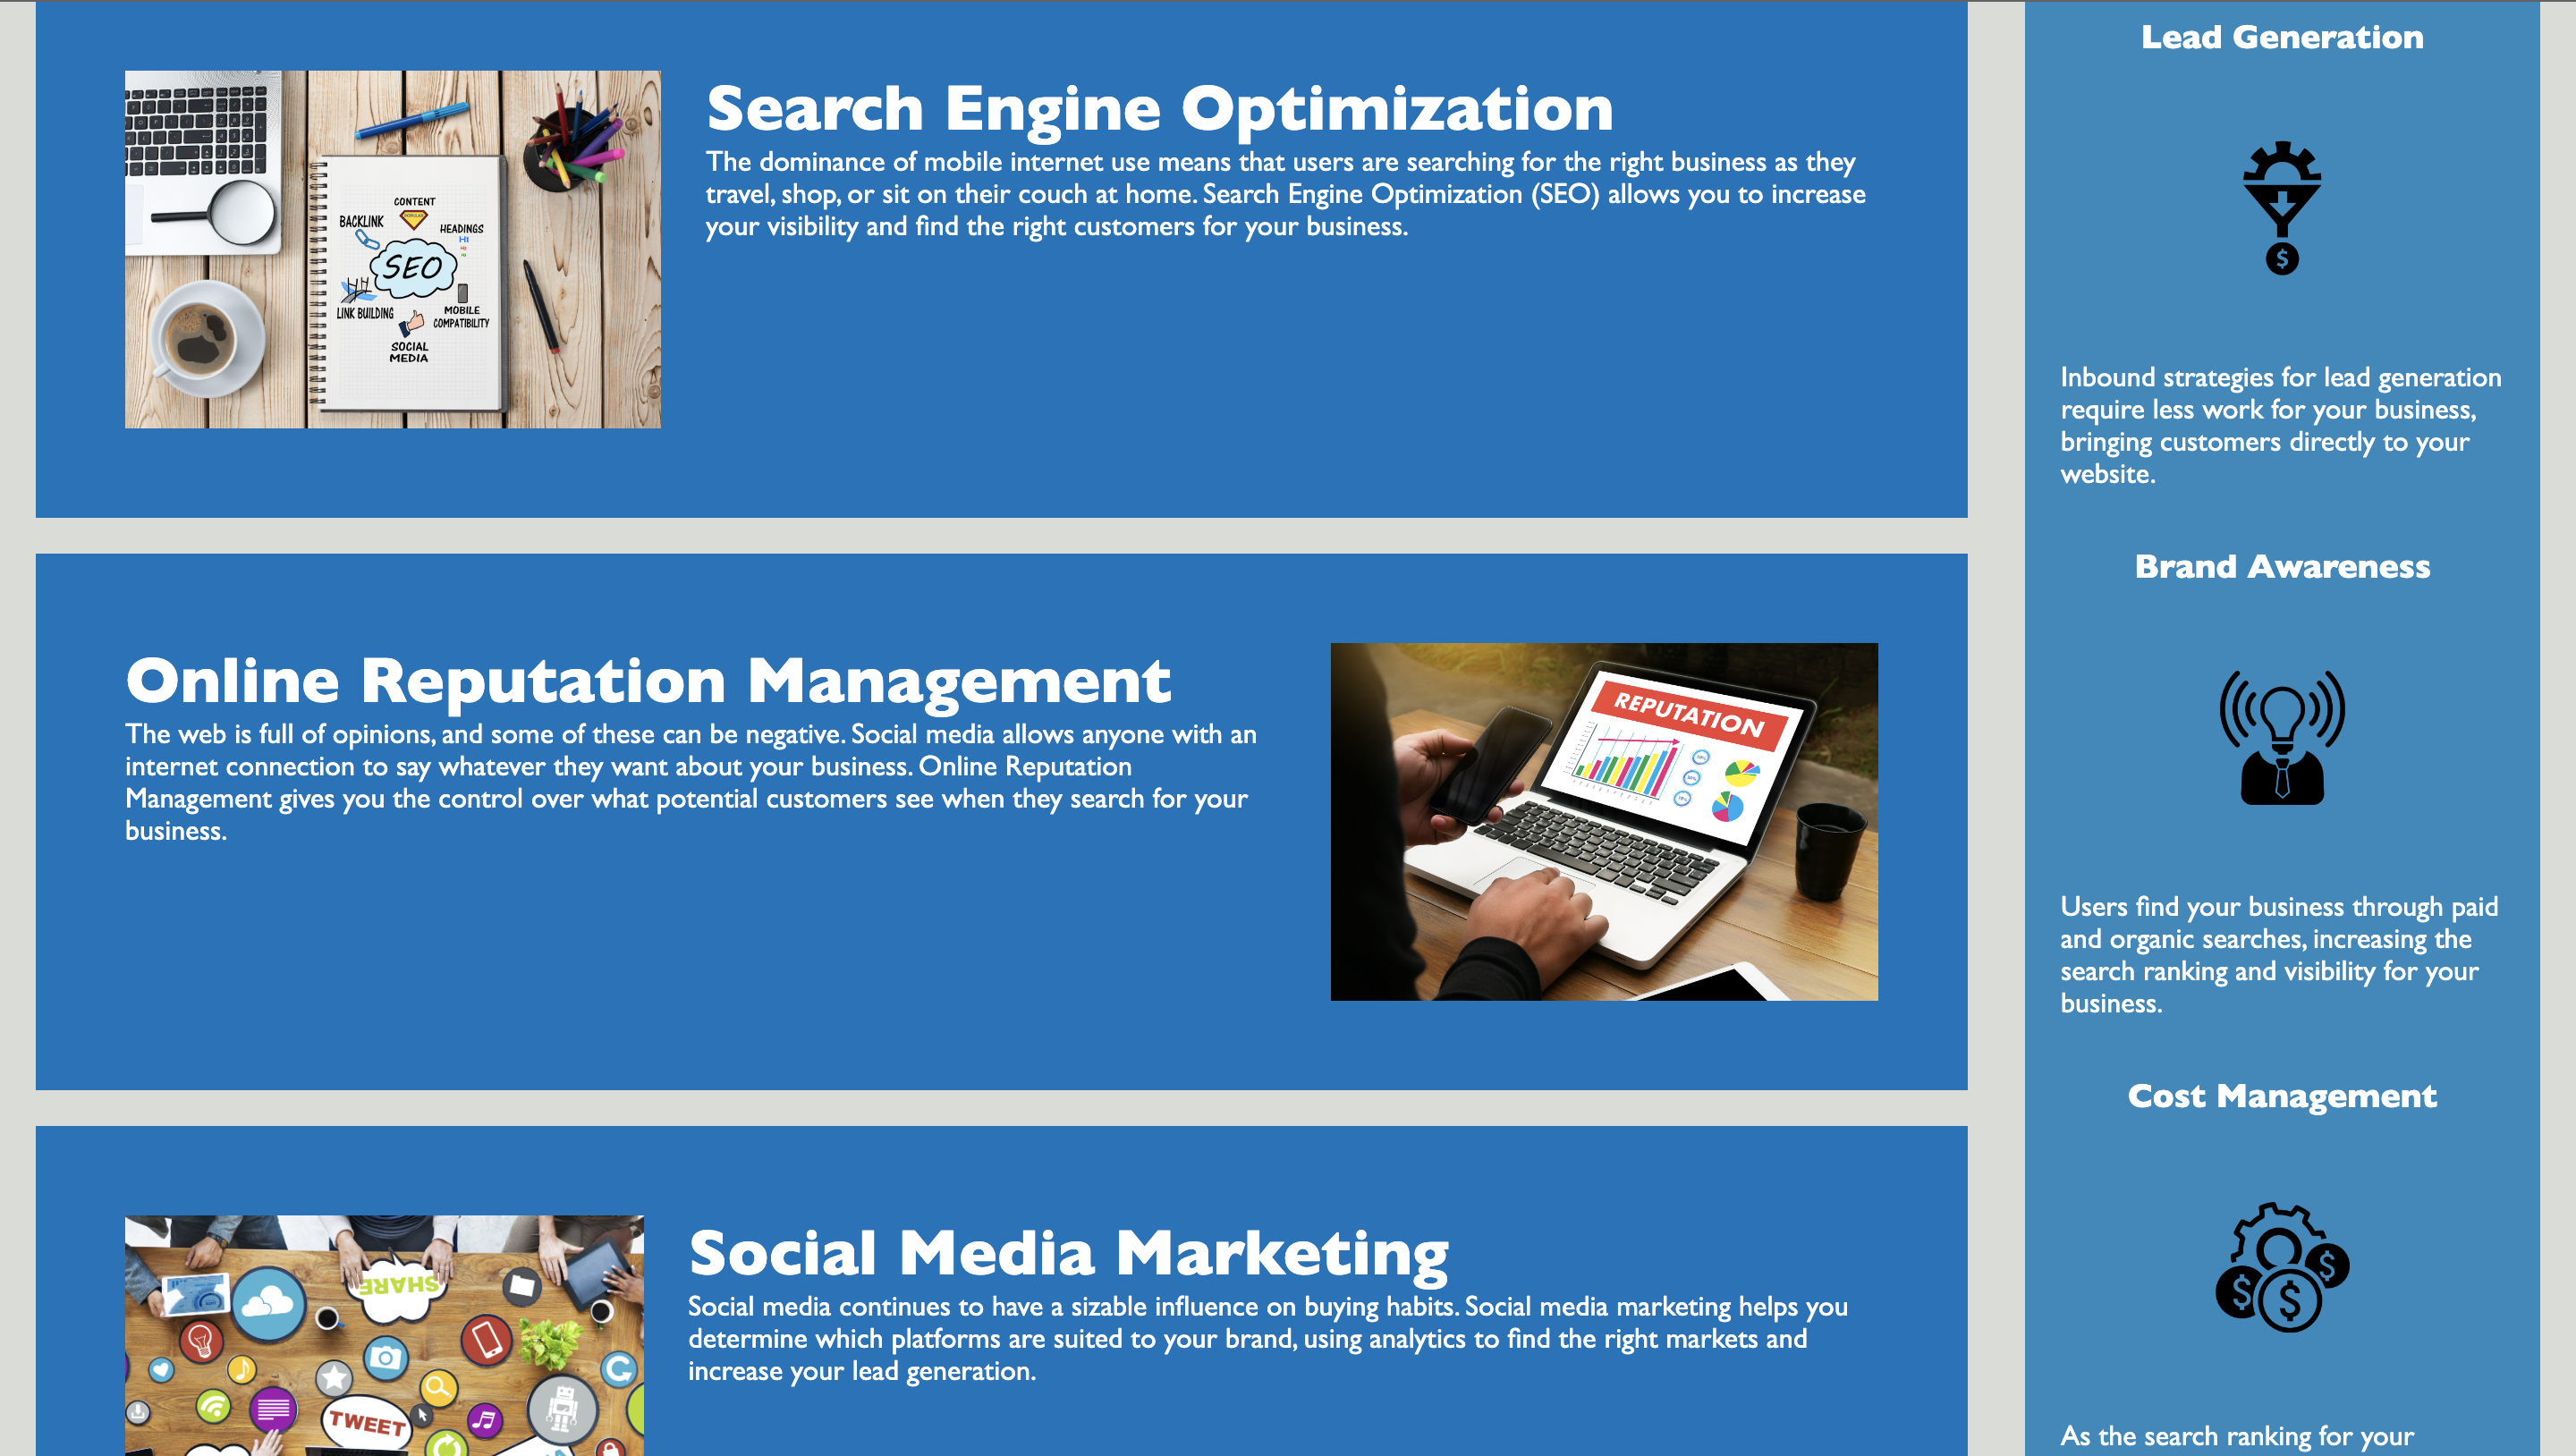 Search Engine Optimization
The dominance of mobile internet use means that users are searching for the right business as they
travel, shop, or sit on their couch at home. Search Engine Optimization (SEO) allows you to increase
your visibility and find the right customers for your business.
CONTENT
BACKLINK
HEADINGS
H1
SEO
LINK BUILDING
MOBILE
COMPATIBILITY
SOCIAL
MEDIA
Online Reputation Management
The web is full of opinions, and some of these can be negative. Social media allows anyone with an
internet connection to say whatever they want about your business. Online Reputation
Management gives you the control over what potential customers see when they search for your
business.
REPUTATION
Social Media Marketing
Social media continues to have a sizable influence on buying habits. Social media marketing helps you
determine which platforms are suited to your brand, using analytics to find the right markets and
increase your lead generation.
SHARE
TWEET
Lead Generation
$
Inbound strategies for lead generation
require less work for your business,
bringing customers directly to your
website.
Brand Awareness
Users find your business through paid
and organic searches, increasing the
search ranking and visibility for your
business.
Cost Management
$
$
$
As the search ranking for your